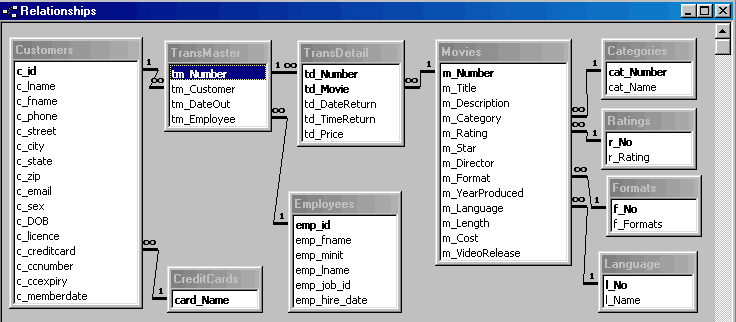 Relationships
Customers
c_id
c_lname
c_fname
c_phone
c_street
c_city
c_state
c_zip
c_email
c_sex
c_DOB
c_licence
c_creditcard
c_ccnumber
c_ccexpiry
c_memberdate
1
∞
∞
1
TransMaster
tm_Number
tm_Customer
tm_DateOut
tm_Employee
1
∞
∞
1
TransDetail
td_Number
td_Movie
td_DateReturn
td_TimeReturn
td_Price
∞
1
CreditCards
card_Name
Employees
emp_id
emp_fname
emp_minit
emp_lname
emp_job_id
emp_hire_date
Movies
m_Number
m_Title
m_Description
m_Category
m_Rating
m_Star
m_Director
m_Format
m_YearProduced
m_Language
m_Length
m_Cost
m_VideoRelease
∞
1
∞
1
∞
1
∞
1
Categories
cat_Number
cat_Name
Ratings
r_No
r_Rating
Formats
f_No
f_Formats
Language
l_No
l_Name